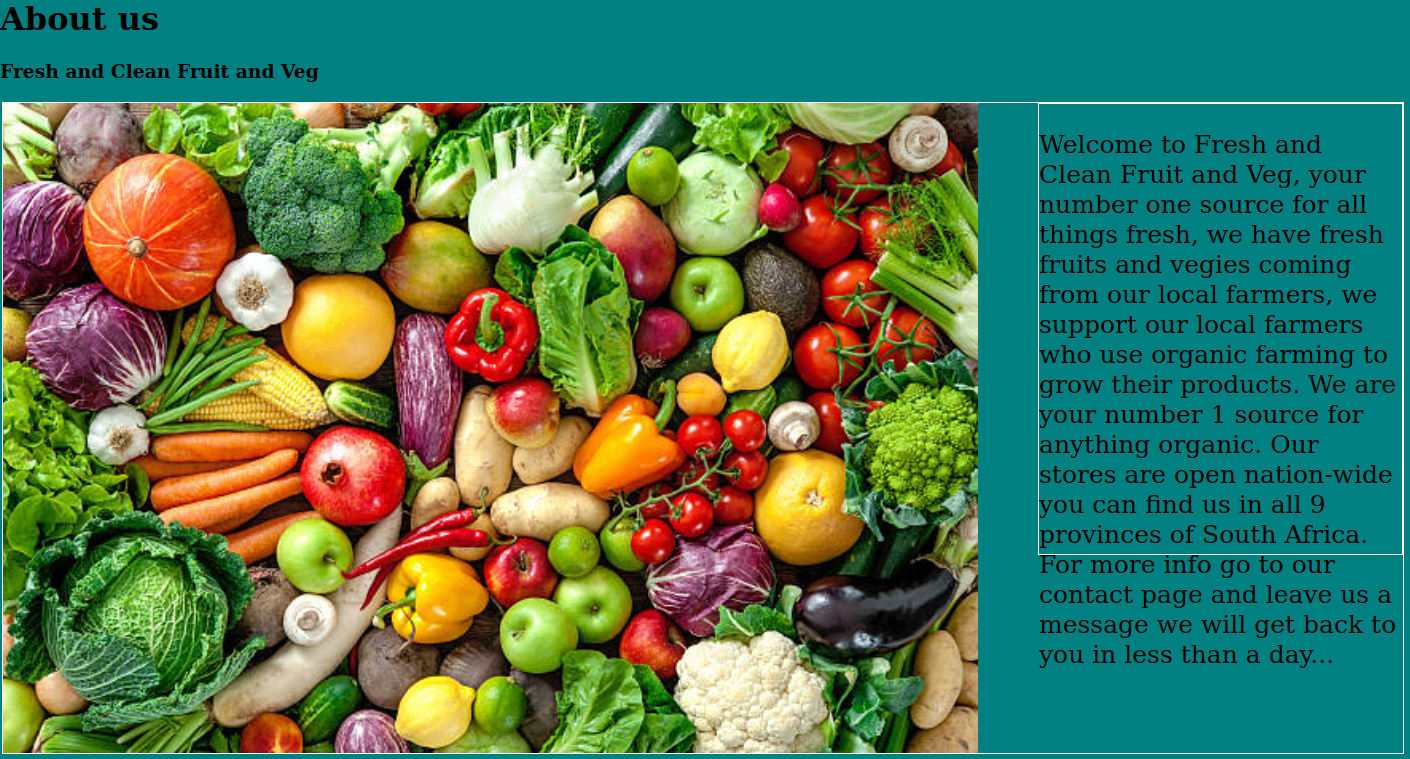 About us
Fresh and Clean Fruit and Veg
Welcome to Fresh and
Clean Fruit and Veg, your
number one source for all
things fresh, we have fresh
fruits and vegies coming
from our local farmers, we
support our local farmers
who use organic farming to
grow their products. We are
your number 1 source for
anything organic. Our
stores are open nation-wide
you can find us in all 9
provinces of South Africa.
For more info go to our
contact page and leave us a
message we will get back to
you in less than a day...